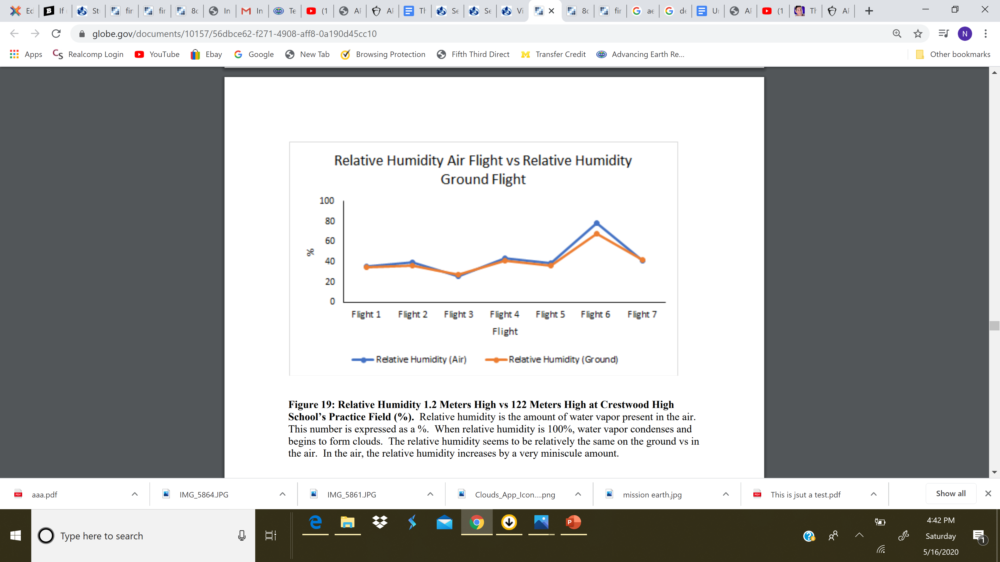 Ed
If
St
fir
fir
8c
In
In
Te
(1
Al
Al
Th
Se
Se
Vi
8c
fir
ae
de
Ur
Al
(1
Th
Al
globe.gov/documents/10157/56dbce62-f271-4908-aff8-0a190d45cc10
N
Apps Realcomp Login YouTube Ebay Google New Tab Browsing Protection Fifth Third Direct Transfer Credit Advancing Earth Re... Other bookmarks
Relative Humidity Air Flight vs Relative Humidity
Ground Flight
100
80
60
40
20
0
%
Flight 1 Flight 2 Flight 3 Flight 4 Flight 5 Flight 6 Flight 7
Flight
Relative Humidity (Air) Relative Humidity (Ground)
Figure 19: Relative Humidity 1.2 Meters High vs 122 Meters High at Crestwood High
School’s Practice Field (%). Relative humidity is the amount of water vapor present in the air.
This number is expressed as a %. When relative humidity is 100%, water vapor condenses and
begins to form clouds. The relative humidity seems to be relatively the same on the ground vs in
the air. In the air, the relative humidity increases by a very miniscule amount.
aaa.pdf IMG_5864.JPG IMG_5861.JPG Clouds_App_Icon....png mission earth.jpg This is jsut a test.pdf Show all
Type here to search
4:42 PM
Saturday
5/16/2020
1